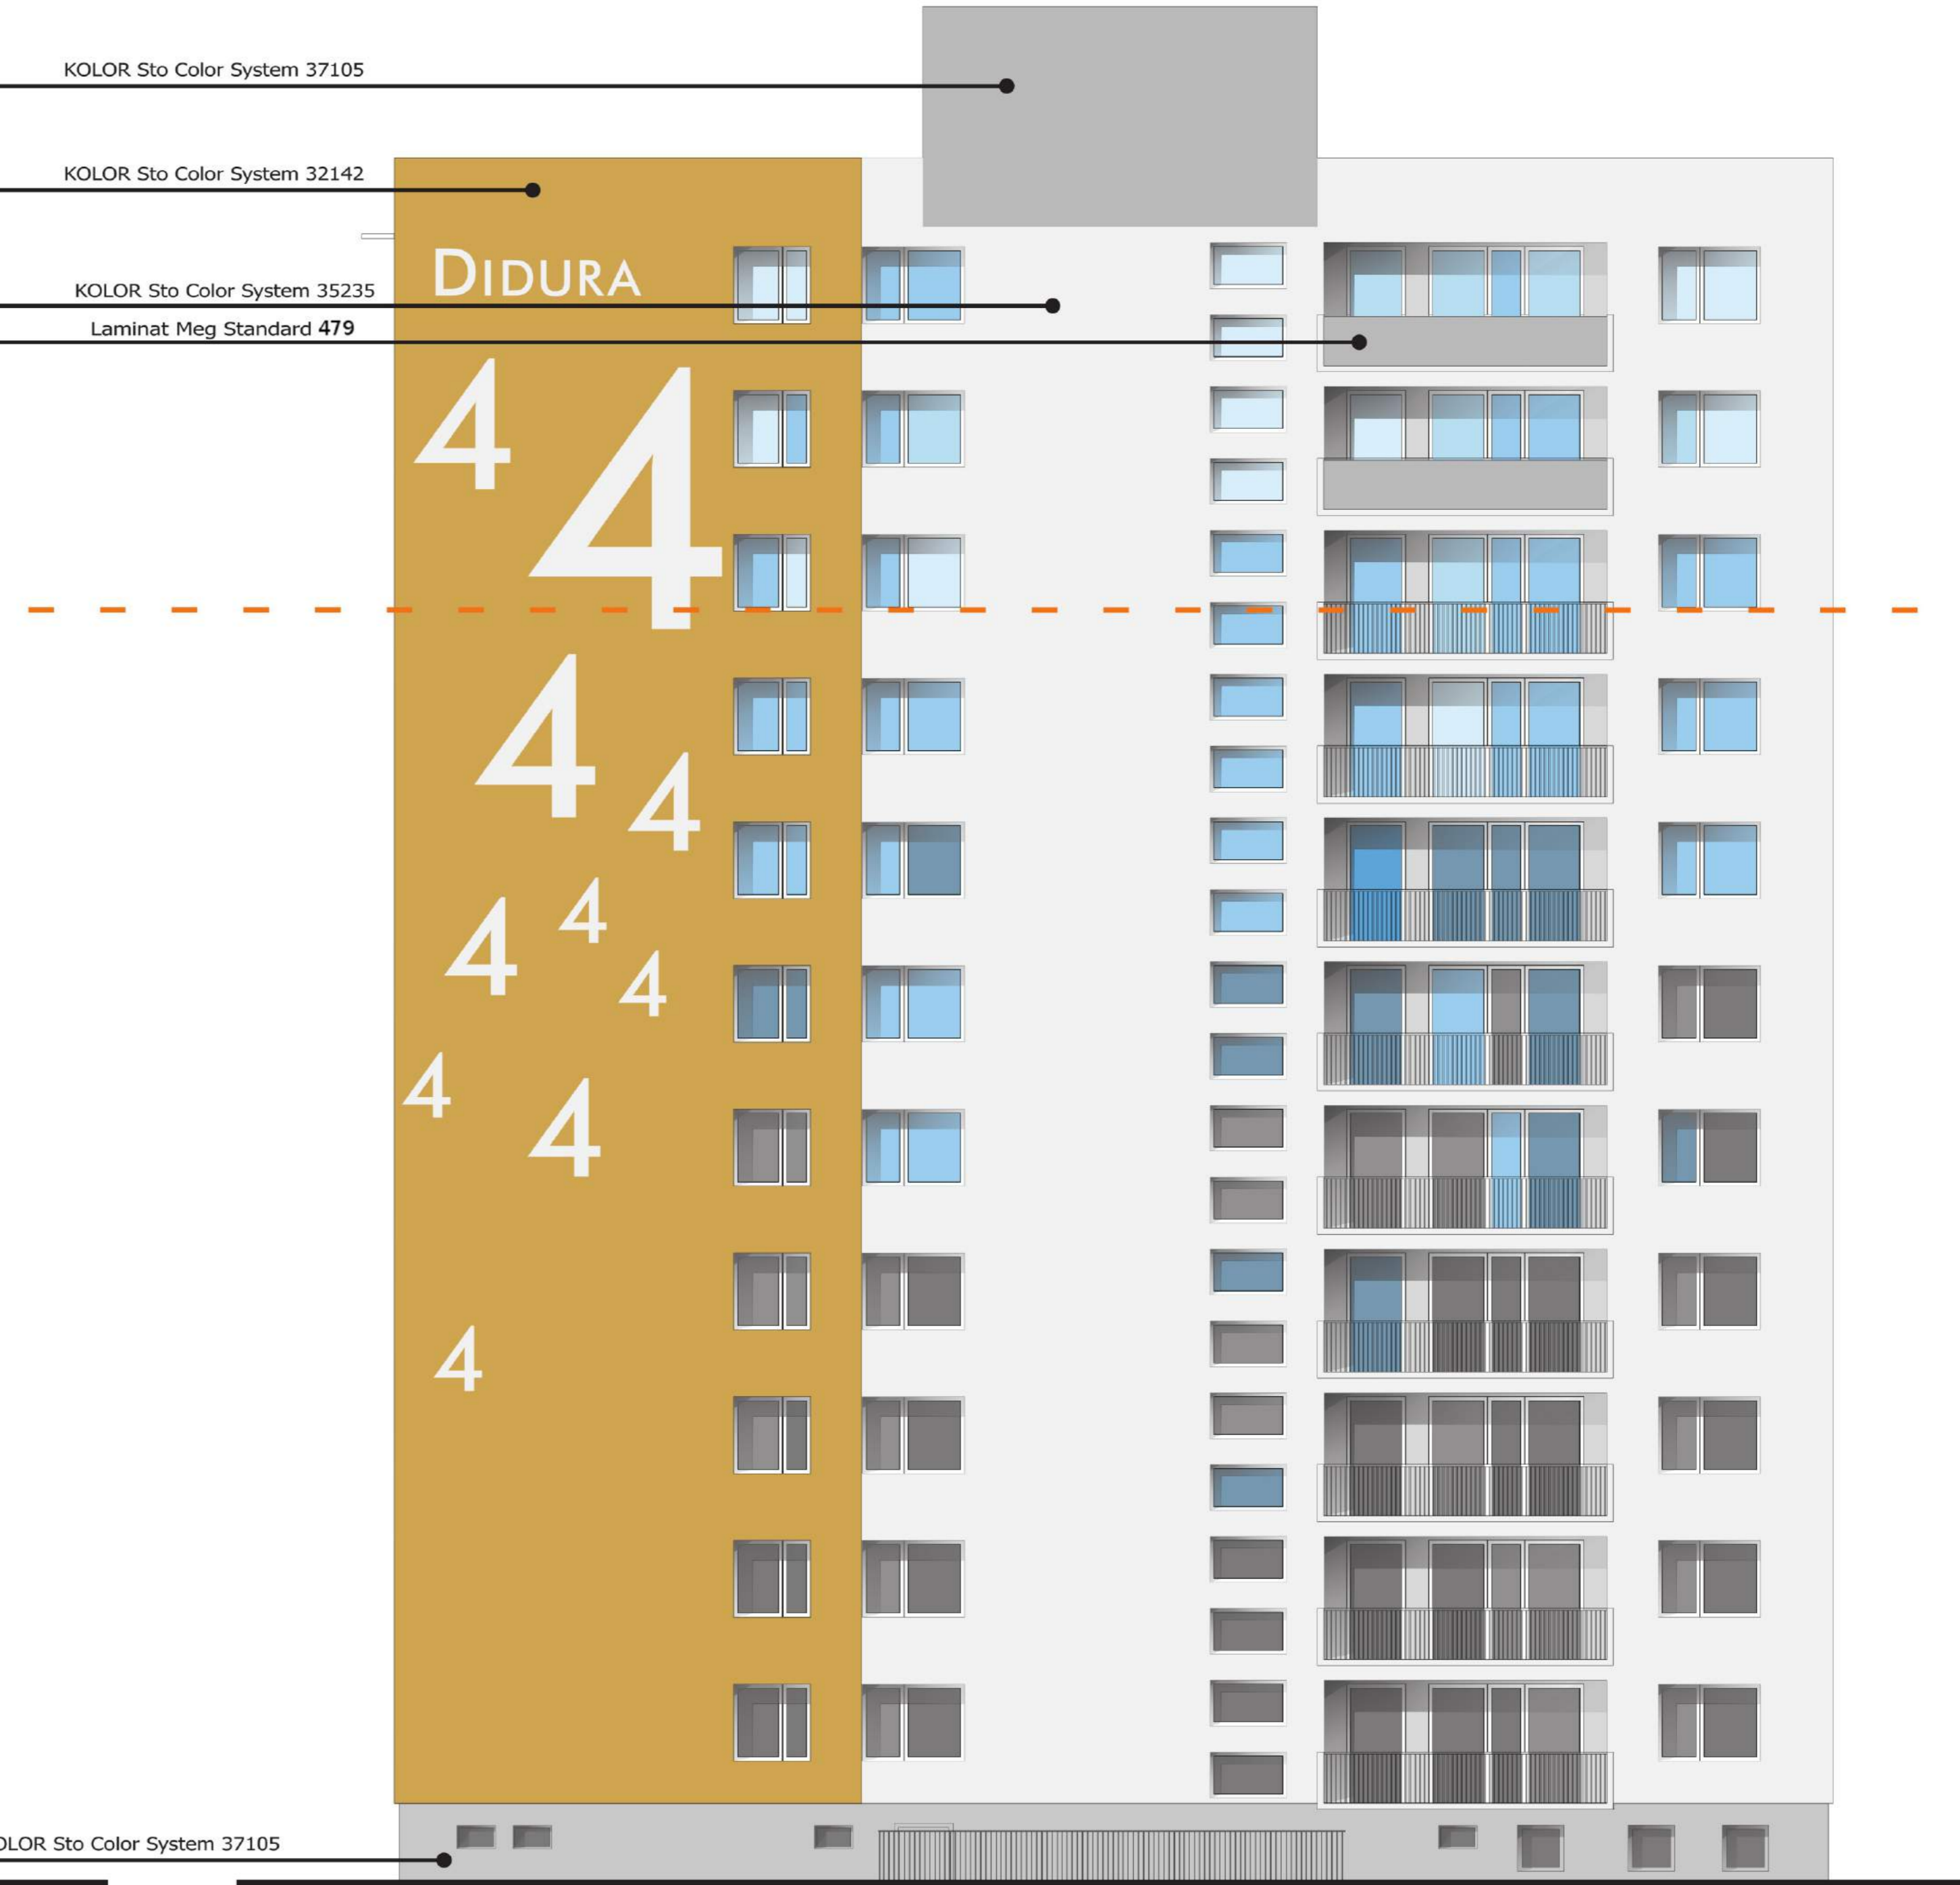 KOLOR Sto Color System 37105
KOLOR Sto Color System 32142
DIDURA
KOLOR Sto Color System 35235
Laminat Meg Standard 479
4
4
4
4
4
4
4
4
4
4
OLOR Sto Color System 37105